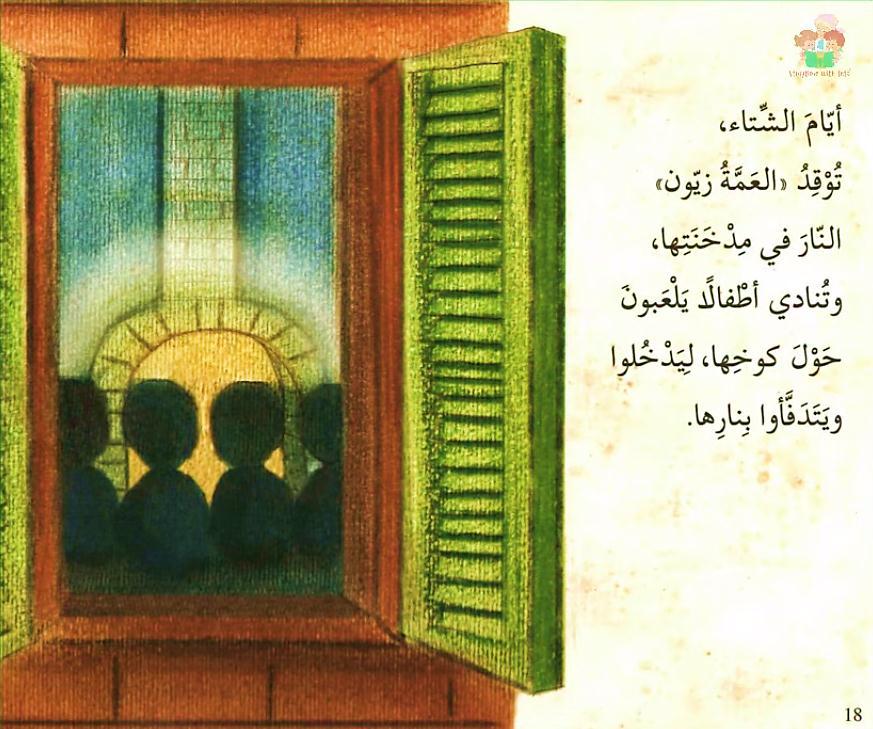 أيّامَ الشِّتاء،
تُوْقِدُ «العَمَّةُ زيّون»
النّارَ في مِدْخَنَتِها،
وتُنادي أطْفالًا يَلْعَبونَ
حَوْلَ كوخِها، لِيَدْخُلوا
ويَتَدَفَّأوا بِنارِها.
18